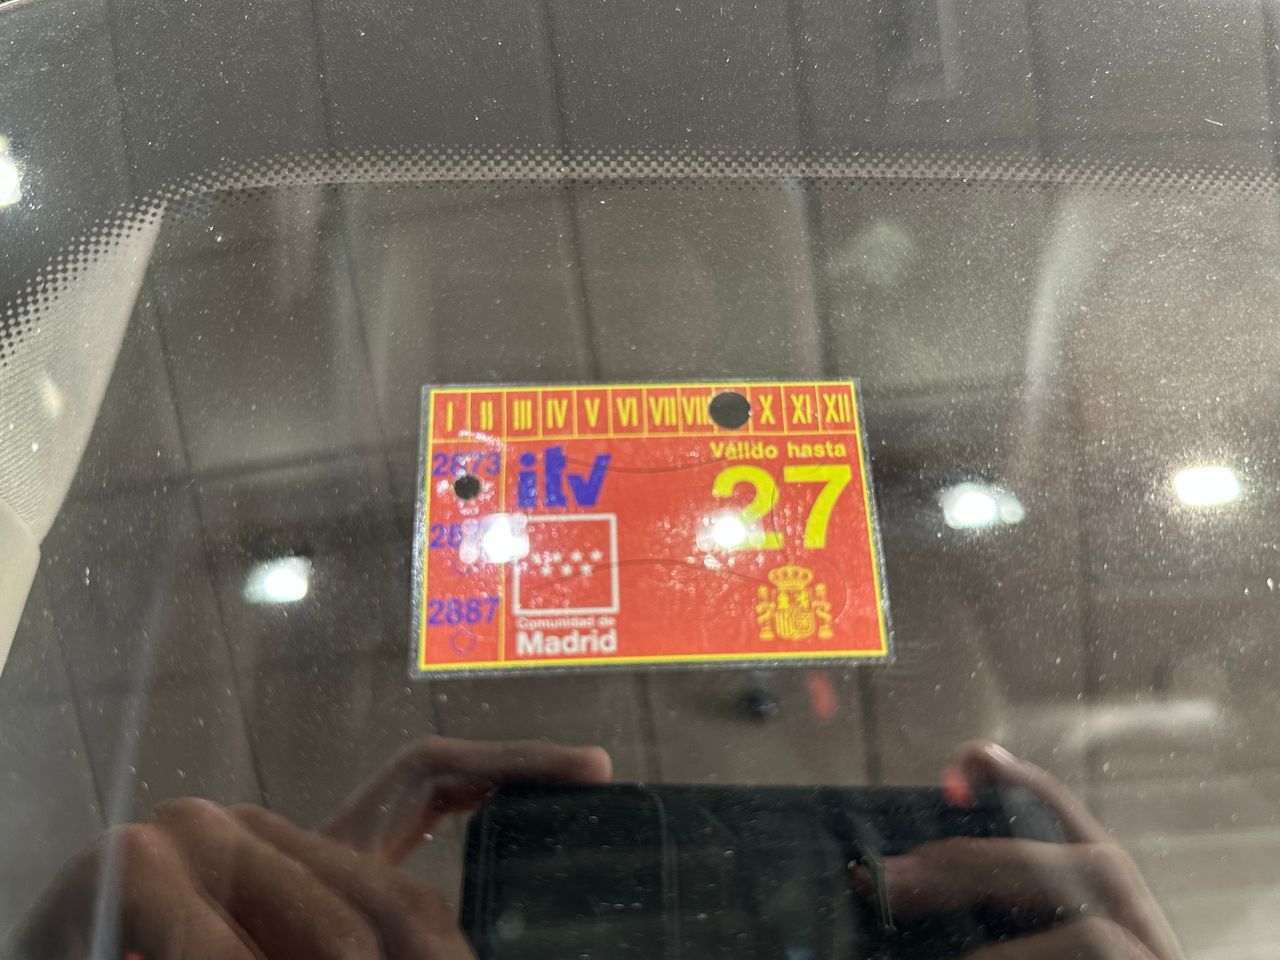 I II III IV V VI VII VIII X XI XII
Válido hasta
27
2873
itv
2887
Comunidad de
Madrid